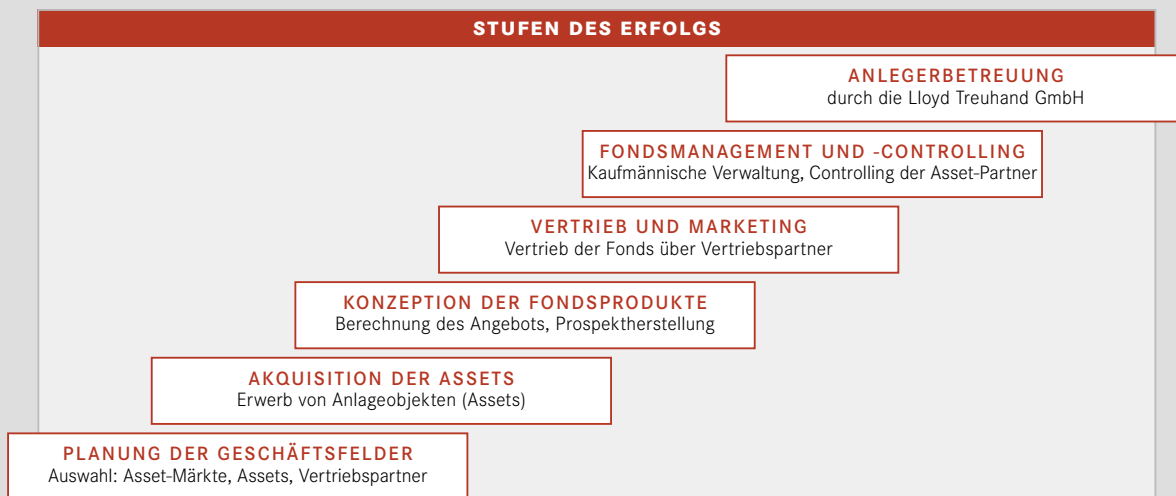 STUFEN DES ERFOLGS
ANLEGERBETREUUNG
durch die Lloyd Treuhand GmbH
FONDSMANAGEMENT UND -CONTROLLING
Kaufmännische Verwaltung, Controlling der Asset-Partner
VERTRIEB UND MARKETING
Vertrieb der Fonds über Vertriebspartner
KONZEPTION DER FONDSPRODUKTE
Berechnung des Angebots, Prospektherstellung
AKQUISITION DER ASSETS
Erwerb von Anlageobjekten (Assets)
PLANUNG DER GESCHÄFTSFELDER
Auswahl: Asset-Märkte, Assets, Vertriebspartner